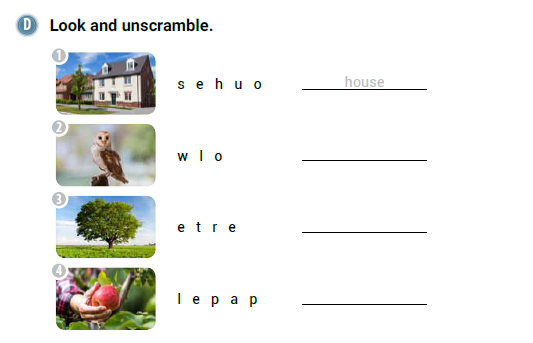 D Look and unscramble.
1 s e h u o house
2 w l o
3 e t r e
4 l e p a p